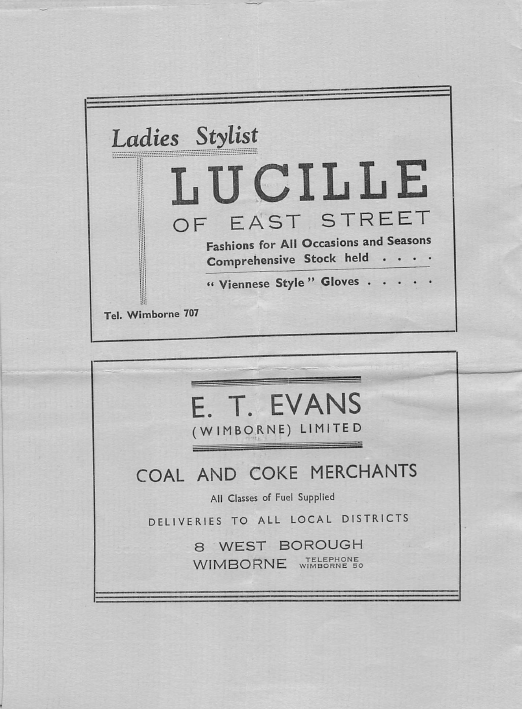 Ladies Stylist
LUCILLE
OF EAST STREET
Fashions for All Occasions and Seasons
Comprehensive Stock held . . . .
“ Viennese Style ” Gloves . . . . .
Tel. Wimborne 707
E. T. EVANS
(WIMBORNE) LIMITED
COAL AND COKE MERCHANTS
All Classes of Fuel Supplied
DELIVERIES TO ALL LOCAL DISTRICTS
8 WEST BOROUGH
WIMBORNE TELEPHONE WIMBORNE 50